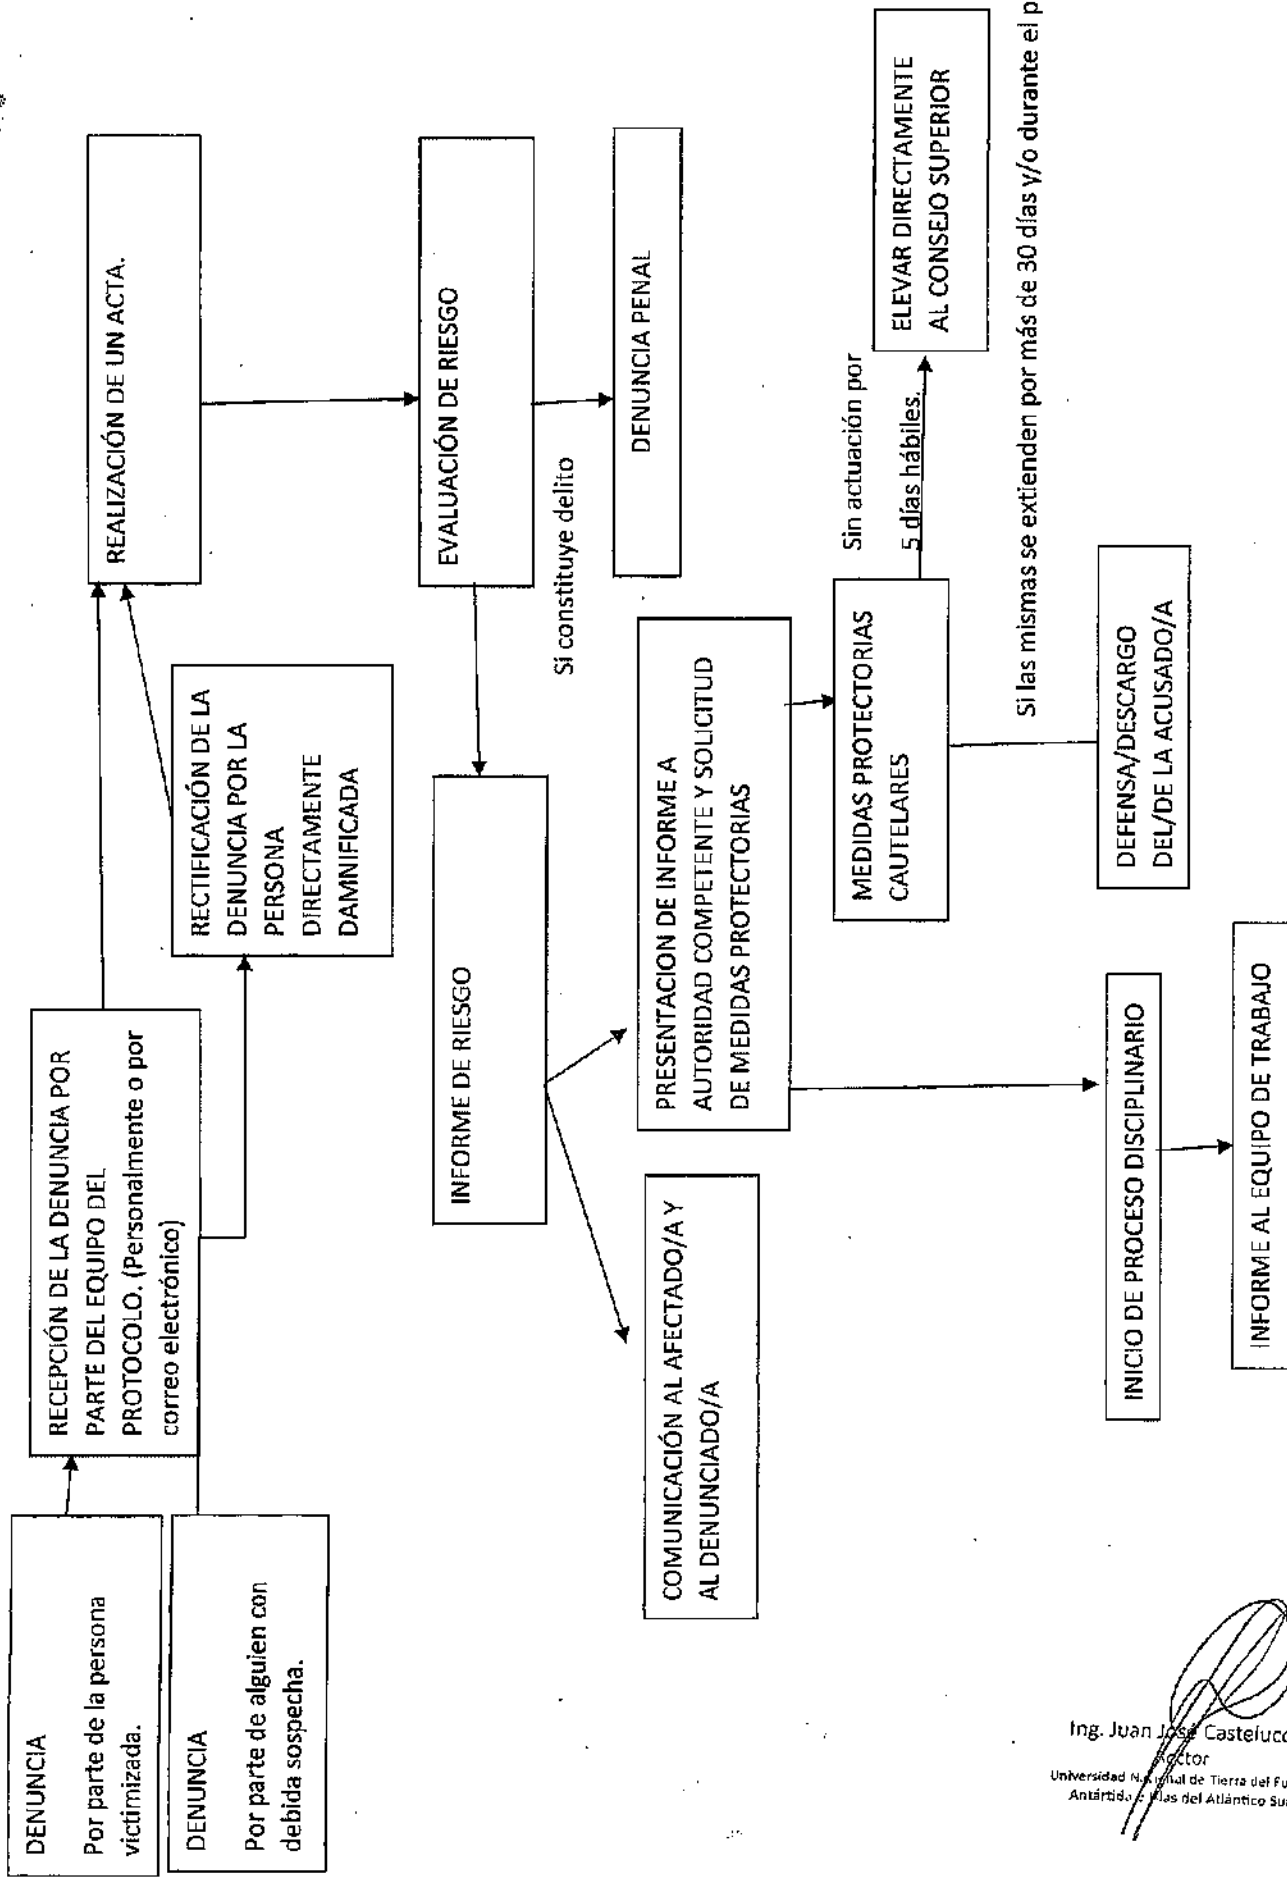 DENUNCIA
Por parte de la persona
victimizada.
DENUNCIA
Por parte de alguien con
debida sospecha.
RECEPCIÓN DE LA DENUNCIA POR
PARTE DEL EQUIPO DEL
PROTOCOLO. (Personalmente o por
correo electrónico)
RECTIFICACIÓN DE LA
DENUNCIA POR LA
PERSONA
DIRECTAMENTE
DAMNIFICADA
REALIZACIÓN DE UN ACTA.
EVALUACIÓN DE RIESGO
Si constituye delito
DENUNCIA PENAL
INFORME DE RIESGO
COMUNICACIÓN AL AFECTADO/A Y
AL DENUNCIADO/A
PRESENTACION DE INFORME A
AUTORIDAD COMPETENTE Y SOLICITUD
DE MEDIDAS PROTECTORIAS
MEDIDAS PROTECTORIAS
CAUTELARES
Sin actuación por
5 días hábiles.
ELEVAR DIRECTAMENTE
AL CONSEJO SUPERIOR
Si las mismas se extienden por más de 30 días y/o durante el p
DEFENSA/DESCARGO
DEL/DE LA ACUSADO/A
INICIO DE PROCESO DISCIPLINARIO
INFORME AL EQUIPO DE TRABAJO
Ing. Juan José Casteluc
Universidad de Tierra del Fu
del Atlántico Su